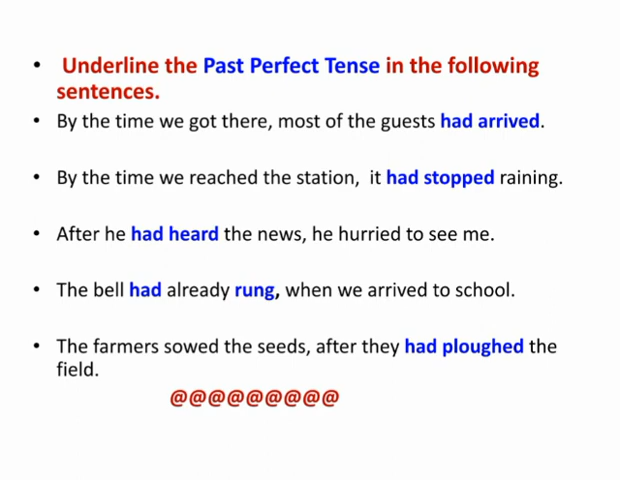 • Underline the Past Perfect Tense in the following
sentences.
• By the time we got there, most of the guests had arrived.
• By the time we reached the station, it had stopped raining.
• After he had heard the news, he hurried to see me.
• The bell had already rung, when we arrived to school.
• The farmers sowed the seeds, after they had ploughed the
field.
@@@@@@@@@